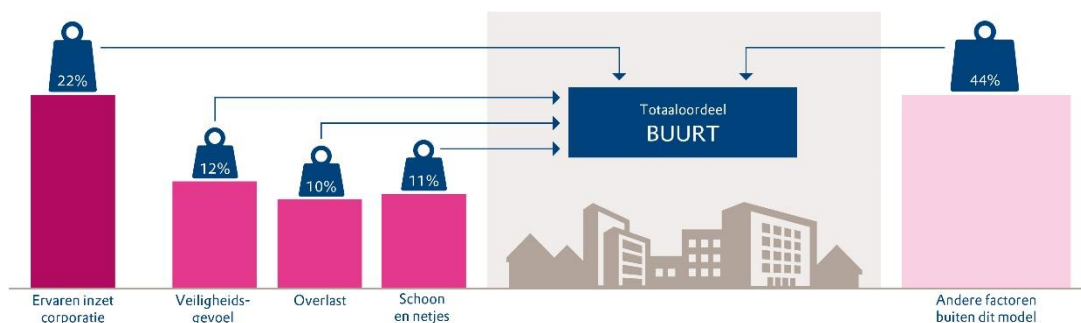 22%
44%
12%
10%
11%
Totaaloordeel
BUURT
Ervaren inzet
corporatie
Veiligheids-
gevoel
Overlast
Schoon
en netjes
Andere factoren
buiten dit model